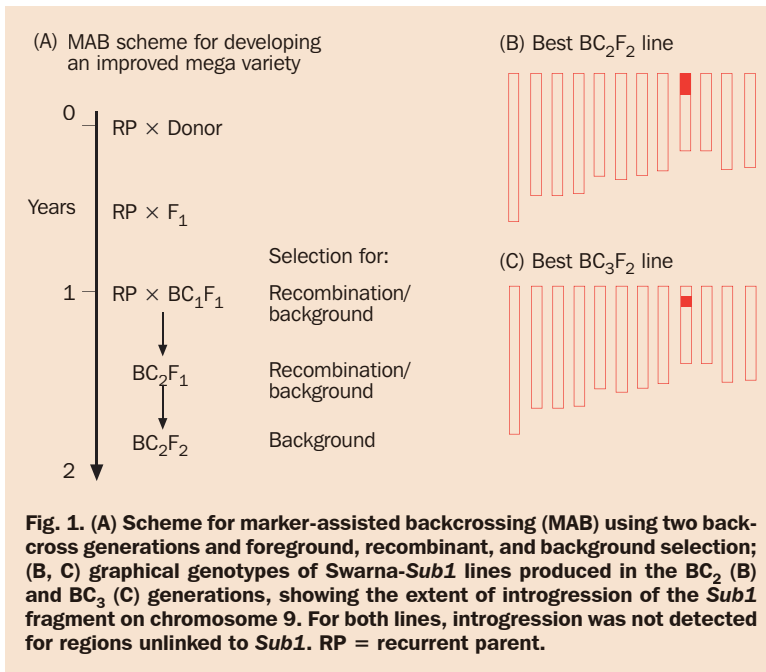 (A) MAB scheme for developing
an improved mega variety
0
RP × Donor
Years
RP × F1
Selection for:
1
RP × BC1F1
Recombination/
background
BC2F1
Recombination/
background
BC2F2
Background
2
(B) Best BC2F2 line
(C) Best BC3F2 line
Fig. 1. (A) Scheme for marker-assisted backcrossing (MAB) using two back-
cross generations and foreground, recombinant, and background selection;
(B, C) graphical genotypes of Swarna-Sub1 lines produced in the BC2 (B)
and BC3 (C) generations, showing the extent of introgression of the Sub1
fragment on chromosome 9. For both lines, introgression was not detected
for regions unlinked to Sub1. RP = recurrent parent.